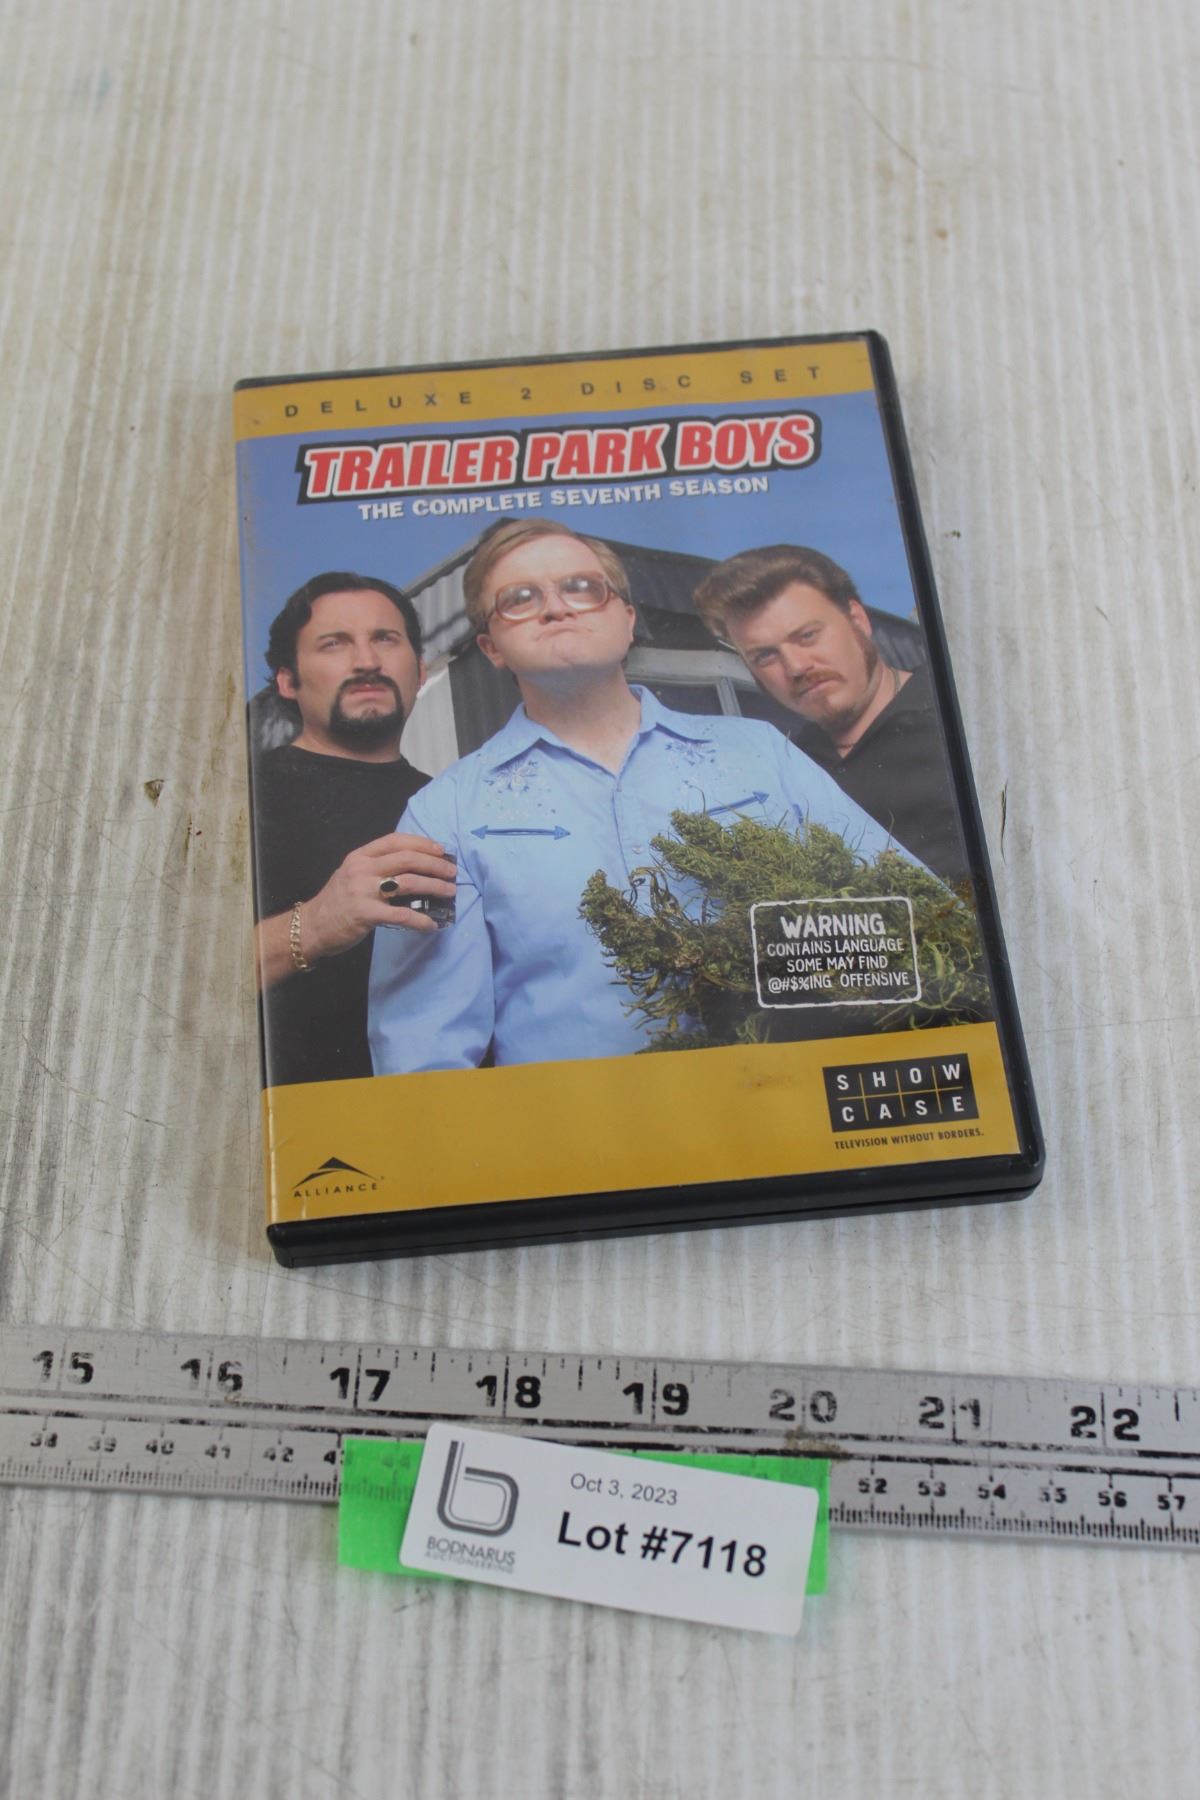 DELUXE 2 DISC SET
TRAILER PARK BOYS
THE COMPLETE SEVENTH SEASON
WARNING
CONTAINS LANGUAGE
SOME MAY FIND
@#$%ING OFFENSIVE
SHOW
CASE
TELEVISION WITHOUT BORDERS.
ALLIANCE
15 16 17 18 19 20 21 22
38 39 40 41 42 52 53 54 55 56 57
Oct 3, 2023
Lot #7118
BODNARUS
AUCTIONEERING